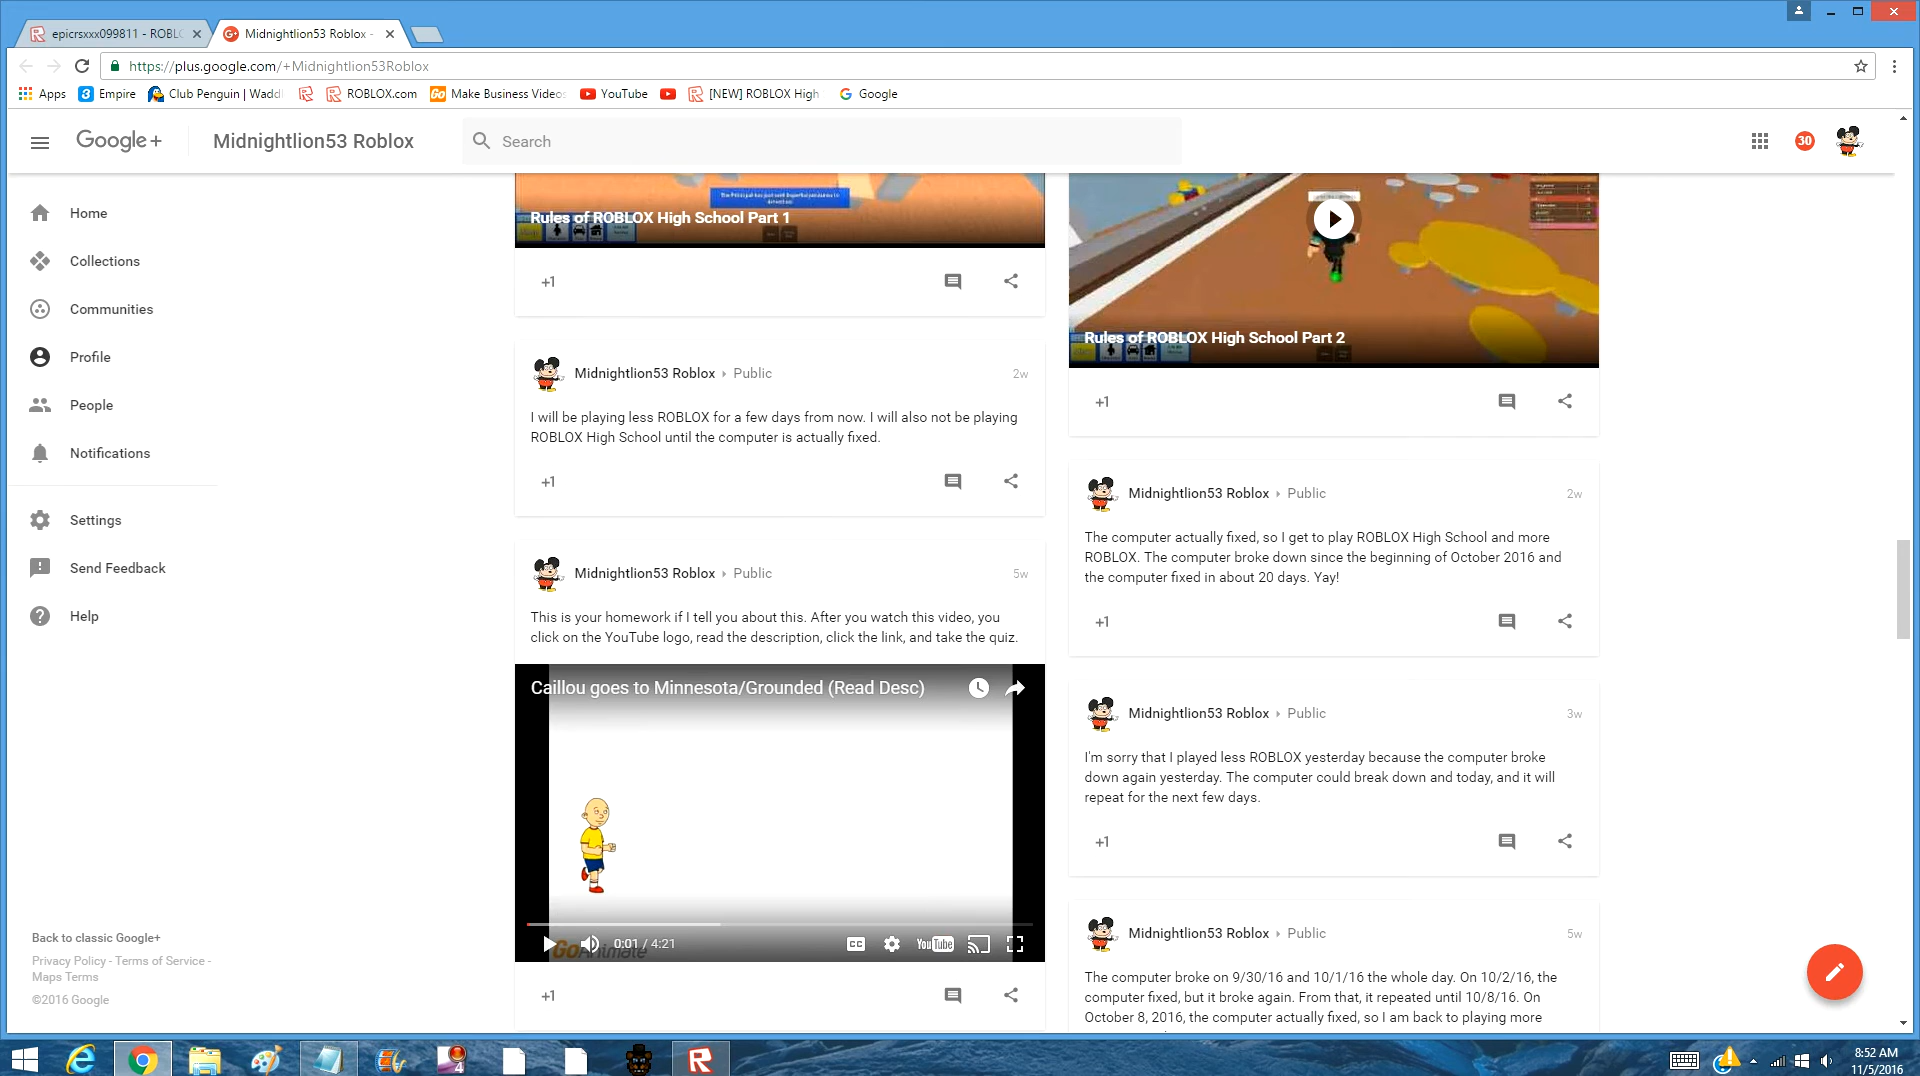 epicrsxxx099811 - ROBLO
Midnightlion53 Roblox -
https://plus.google.com/+Midnightlion53Roblox
Apps
Empire
Club Penguin | Waddl
ROBLOX.com
Make Business Videos
YouTube
[NEW] ROBLOX High
Google
Google+
Midnightlion53 Roblox
Search
30
Home
Collections
Communities
Profile
People
Notifications
Settings
Send Feedback
Help
Back to classic Google+
Privacy Policy - Terms of Service -
Maps Terms
©2016 Google
Rules of ROBLOX High School Part 1
+1
Midnightlion53 Roblox Public
2w
I will be playing less ROBLOX for a few days from now. I will also not be playing
ROBLOX High School until the computer is actually fixed.
+1
Midnightlion53 Roblox Public
5w
This is your homework if I tell you about this. After you watch this video, you
click on the YouTube logo, read the description, click the link, and take the quiz.
Caillou goes to Minnesota/Grounded (Read Desc)
0:01 / 4:21
CC
YouTube
GoAnimate
+1
Rules of ROBLOX High School Part 2
+1
Midnightlion53 Roblox Public
2w
The computer actually fixed, so I get to play ROBLOX High School and more
ROBLOX. The computer broke down since the beginning of October 2016 and
the computer fixed in about 20 days. Yay!
+1
Midnightlion53 Roblox Public
3w
I'm sorry that I played less ROBLOX yesterday because the computer broke
down again yesterday. The computer could break down and today, and it will
repeat for the next few days.
+1
Midnightlion53 Roblox Public
5w
The computer broke on 9/30/16 and 10/1/16 the whole day. On 10/2/16, the
computer fixed, but it broke again. From that, it repeated until 10/8/16. On
October 8, 2016, the computer actually fixed, so I am back to playing more
8:52 AM
11/5/2016